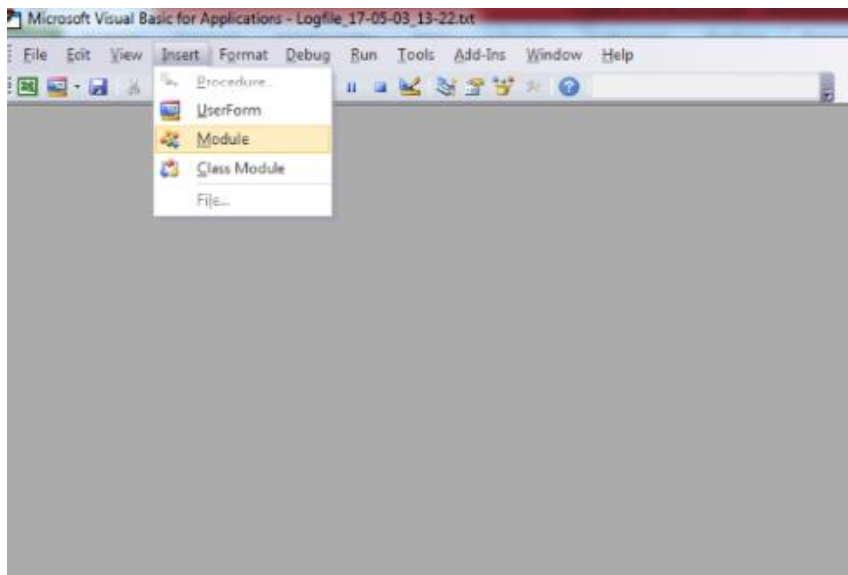 Microsoft Visual Basic for Applications - Logfile_17-05-03_13-22.txt
File Edit View Insert Format Debug Run Tools Add-Ins Window Help
Procedure...
UserForm
Module
Class Module
File...